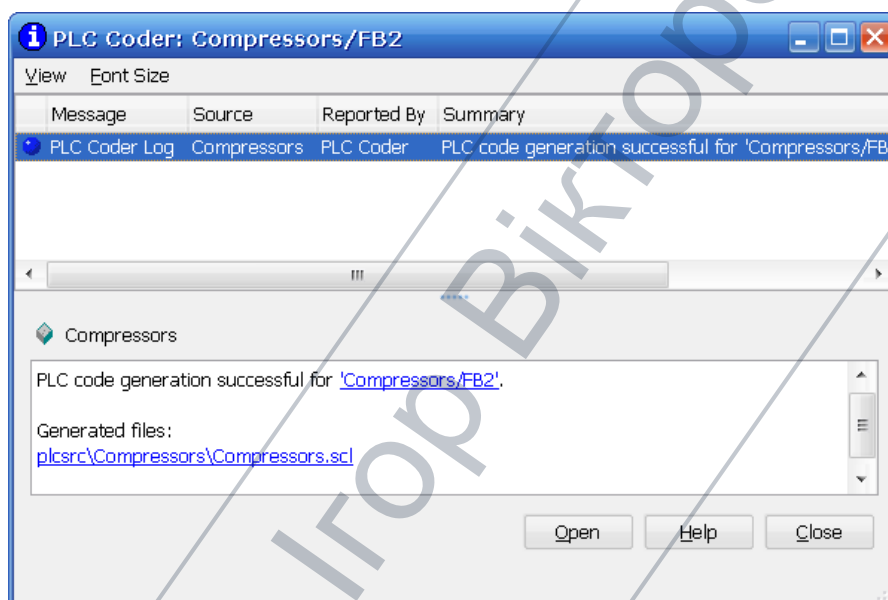 PLC Coder: Compressors/FB2
View Font Size
Message Source Reported By Summary
PLC Coder Log Compressors PLC Coder PLC code generation successful for 'Compressors/FB
Compressors
PLC code generation successful for 'Compressors/FB2'.
Generated files:
plcsrc\Compressors\Compressors.scl
Open Help Close
Ігор Вікторо